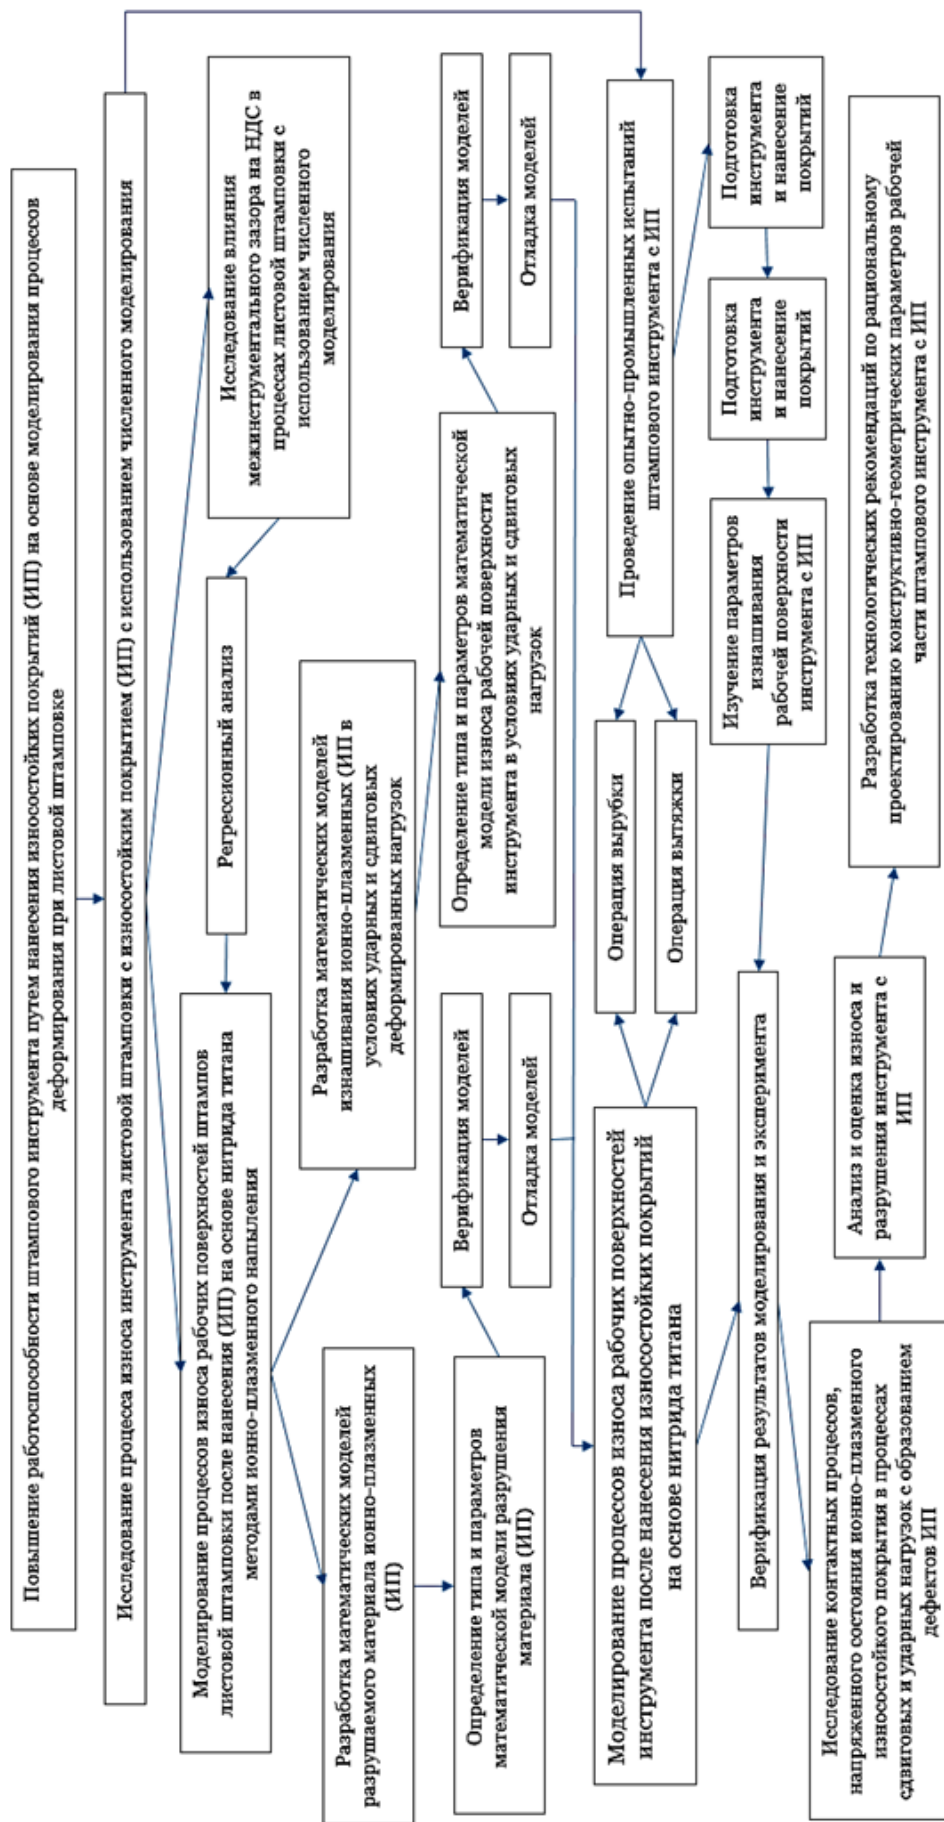 Повышение работоспособности штампового инструмента путем нанесения износостойких покрытий (ИП) на основе моделирования процессов
деформирования при листовой штамповке
Исследование процесса износа инструмента листовой штамповки с износостойким покрытием (ИП) с использованием численного моделирования
Моделирование процессов износа рабочих поверхностей штампов
листовой штамповки после нанесения (ИП) на основе нитрида титана
методами ионно-плазменного напыления
Регрессионный анализ
Исследование влияния
межинструментального зазора на НДС в
процессах листовой штамповки с
использованием численного
моделирования
Разработка математических моделей
разрушаемого материала ионно-плазменных
(ИП)
Разработка математических моделей
изнашивания ионно-плазменных (ИП в
условиях ударных и сдвиговых
деформированных нагрузок
Определение типа и параметров
математической модели разрушения
материала (ИП)
Верификация моделей
Отладка моделей
Определение типа и параметров математической
модели износа рабочей поверхности
инструмента в условиях ударных и сдвиговых
нагрузок
Верификация моделей
Отладка моделей
Моделирование процессов износа рабочих поверхностей
инструмента после нанесения износостойких покрытий
на основе нитрида титана
Операция вырубки
Операция вытяжки
Проведение опытно-промышленных испытаний
штампового инструмента с ИП
Подготовка
инструмента
и нанесение
покрытий
Подготовка
инструмента
и нанесение
покрытий
Изучение параметров
изнашивания
рабочей поверхности
инструмента с ИП
Верификация результатов моделирования и эксперимента
Исследование контактных процессов,
напряженного состояния ионно-плазменного
износостойкого покрытия в процессах
сдвиговых и ударных нагрузок с образованием
дефектов ИП
Анализ и оценка износа и
разрушения инструмента с
ИП
Разработка технологических рекомендаций по рациональному
проектированию конструктивно-геометрических параметров рабочей
части штампового инструмента с ИП